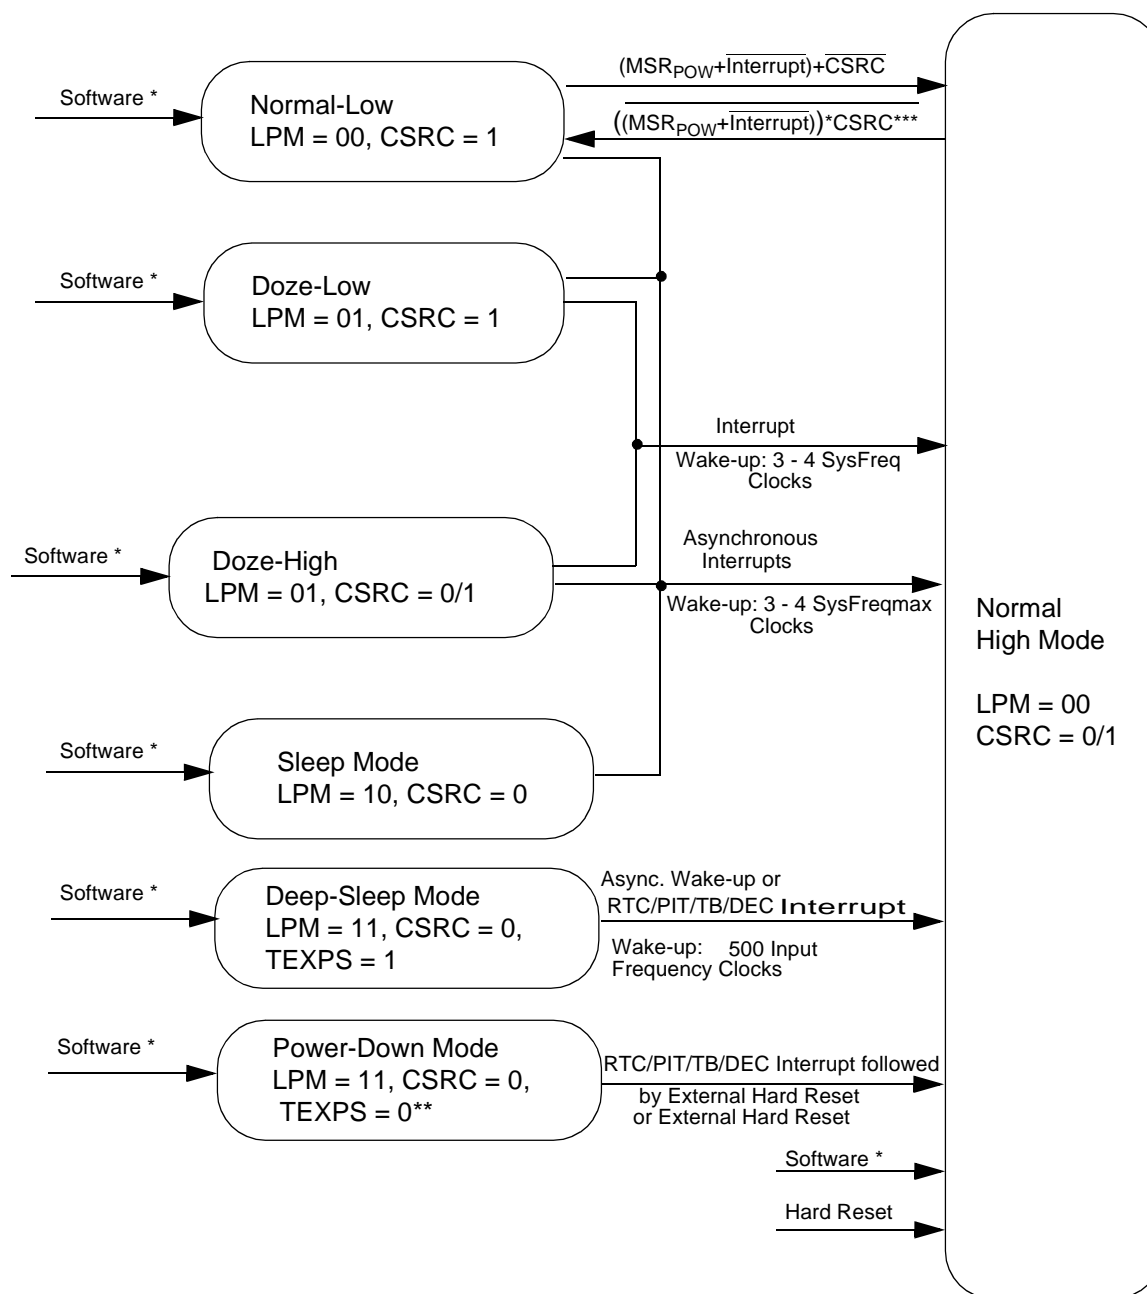 Software *
Normal-Low
LPM = 00, CSRC = 1
(MSRPOW+Interrupt)+CSRC
((MSRPOW+Interrupt))*CSRC***
Software *
Doze-Low
LPM = 01, CSRC = 1
Interrupt
Wake-up: 3 - 4 SysFreq
Clocks
Software *
Doze-High
LPM = 01, CSRC = 0/1
Asynchronous
Interrupts
Wake-up: 3 - 4 SysFreqmax
Clocks
Normal
High Mode
LPM = 00
CSRC = 0/1
Software *
Sleep Mode
LPM = 10, CSRC = 0
Software *
Deep-Sleep Mode
LPM = 11, CSRC = 0,
TEXPS = 1
Async. Wake-up or
RTC/PIT/TB/DEC Interrupt
Wake-up: 500 Input
Frequency Clocks
Software *
Power-Down Mode
LPM = 11, CSRC = 0,
TEXPS = 0**
RTC/PIT/TB/DEC Interrupt followed
by External Hard Reset
or External Hard Reset
Software *
Hard Reset